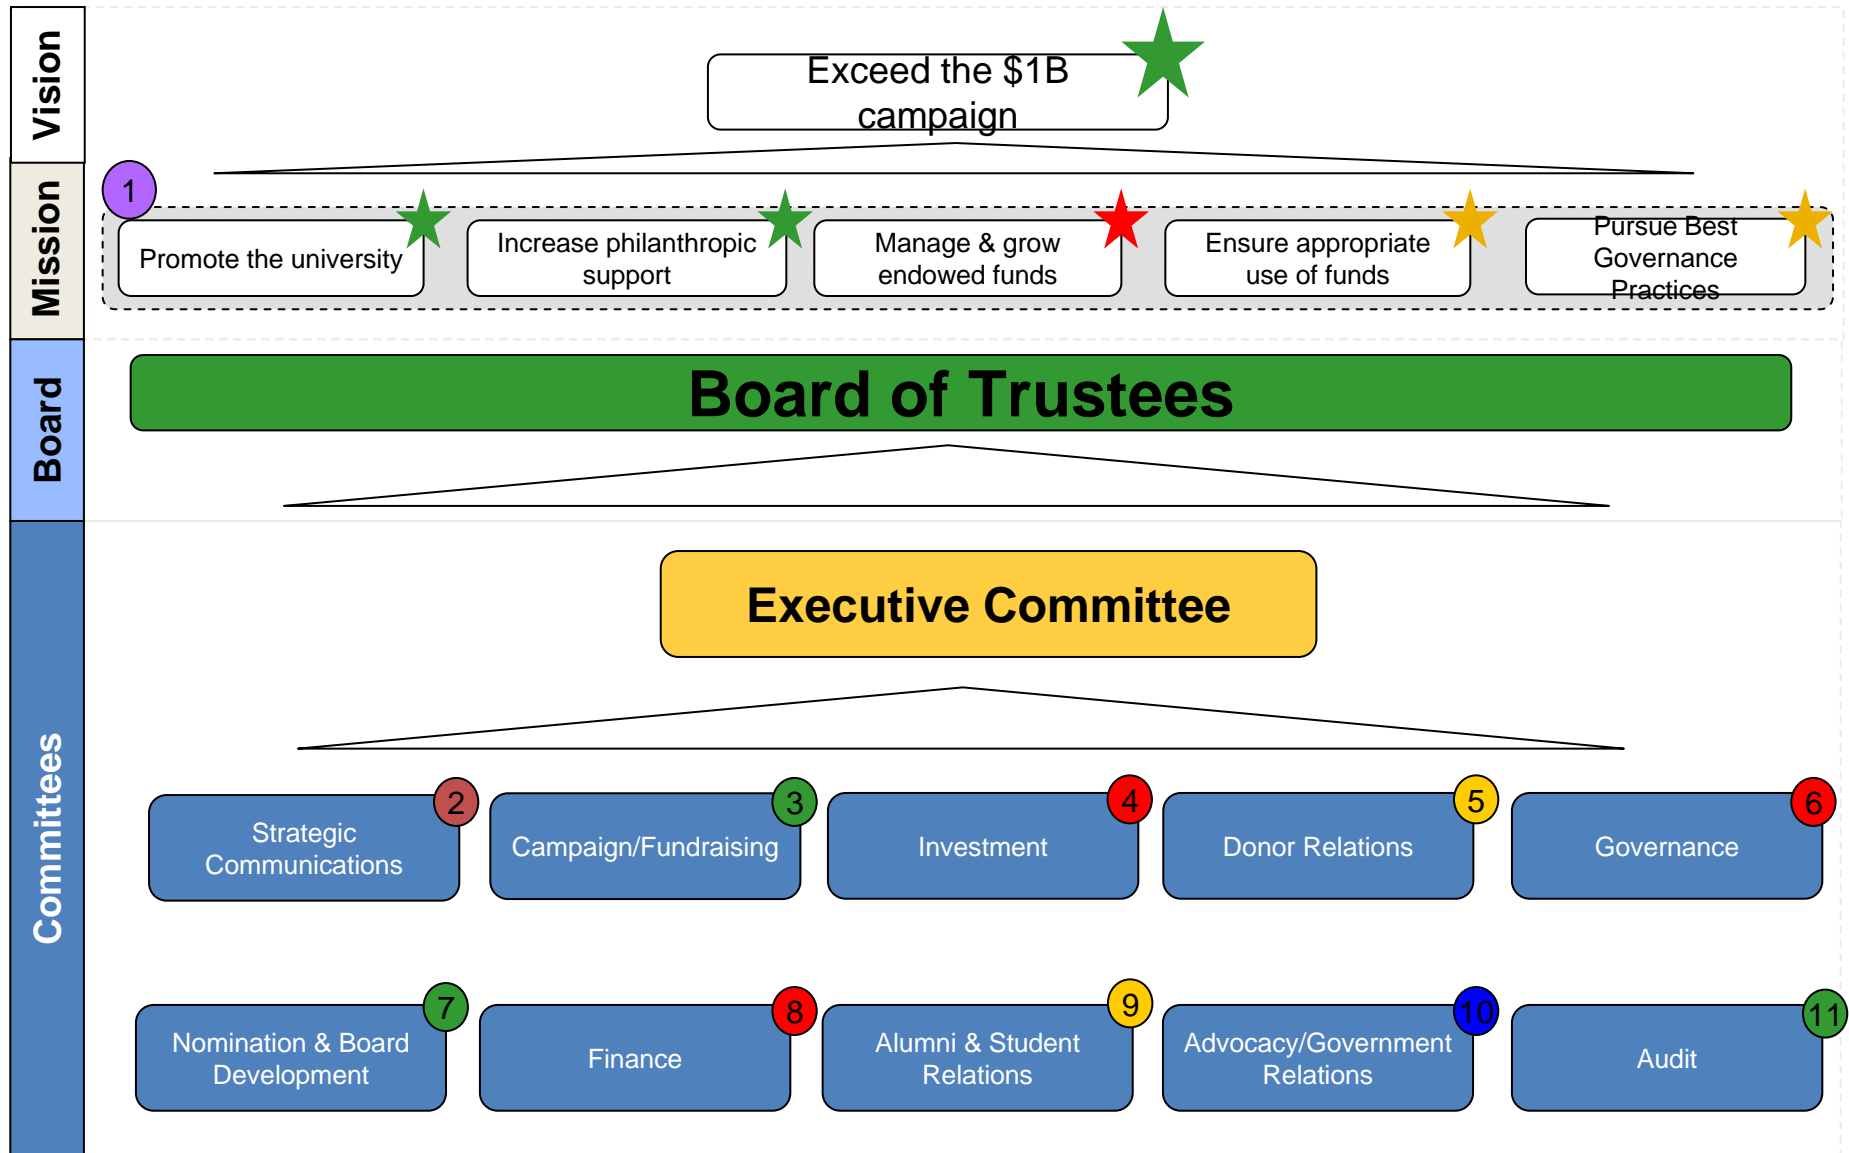 Vision
Exceed the $1B
campaign
Mission
1
Promote the university
Increase philanthropic
support
Manage & grow
endowed funds
Ensure appropriate
use of funds
Pursue Best
Governance
Practices
Board
Board of Trustees
Committees
Executive Committee
2
Strategic
Communications
3
Campaign/Fundraising
4
Investment
5
Donor Relations
6
Governance
7
Nomination & Board
Development
8
Finance
9
Alumni & Student
Relations
10
Advocacy/Government
Relations
11
Audit